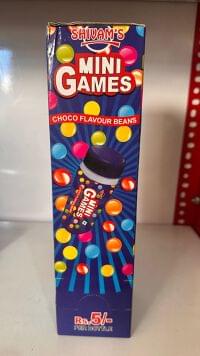 SHIVAM'S
MINI
GAMES
CHOCO FLAVOUR BEANS
MINI
GAMES
Rs. 5/-
PER BOTTLE